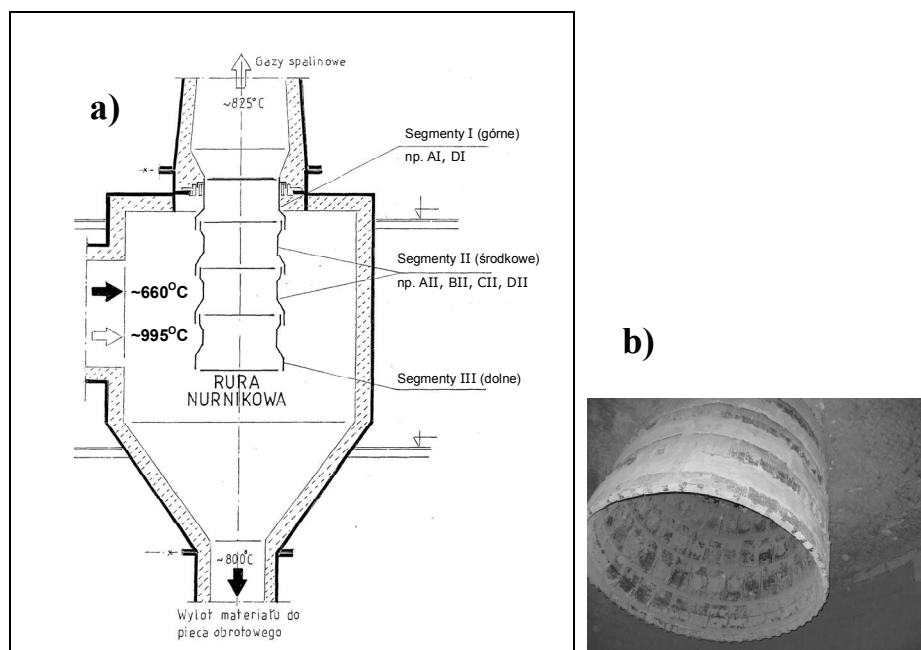 Gazy spalinowe
~825°C
a)
Segmenty I (górne)
np. AI, DI
Segmenty II (środkowe)
np. AII, BII, CII, DII
~660°C
~995°C
Segmenty III (dolne)
RURA
NURNIKOWA
~800°C
Wylot materiału do
pieca obrotowego
b)